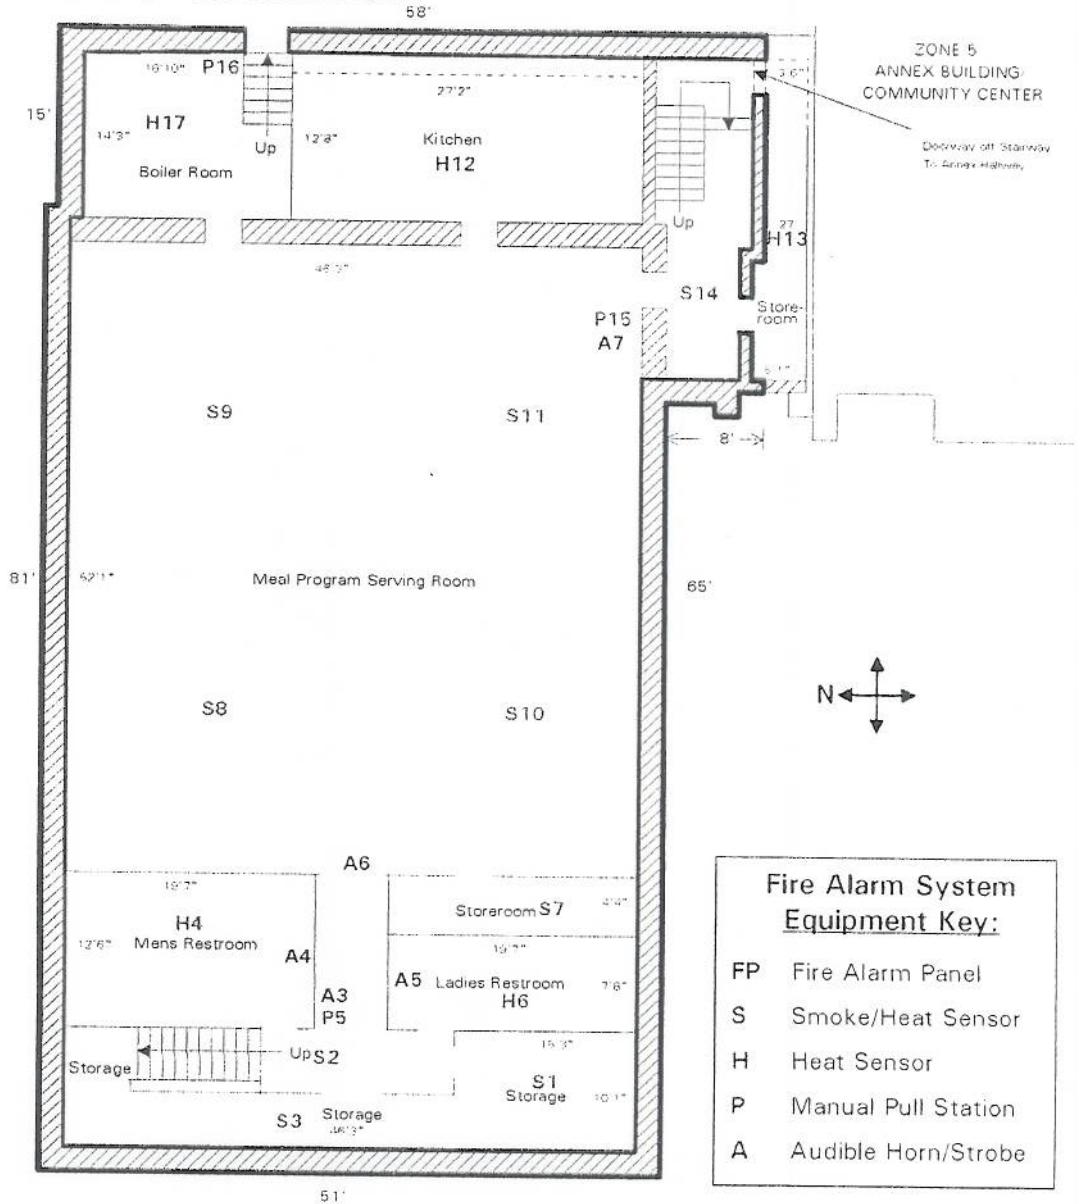 58'
ZONE 5
ANNEX BUILDING/
COMMUNITY CENTER
Doorway off Stairway
To Annex Hallway
15'
16'10"
P16
27'2"
14'3"
H17
Up
12'8"
Kitchen
H12
Boiler Room
Up
27
H13
46'3"
S14
Store-
room
P15
A7
S9
S11
8'
81'
52'1"
Meal Program Serving Room
65'
N
S8
S10
A6
19'7"
Storeroom S7
4'4"
H4
12'6"
Mens Restroom
A4
19'7"
A5
Ladies Restroom
7'8"
H6
A3
P5
Storage
Up S2
15'3"
S1
Storage
10'1"
S3
Storage
46'3"
51'
Fire Alarm System
Equipment Key:
FP Fire Alarm Panel
S Smoke/Heat Sensor
H Heat Sensor
P Manual Pull Station
A Audible Horn/Strobe